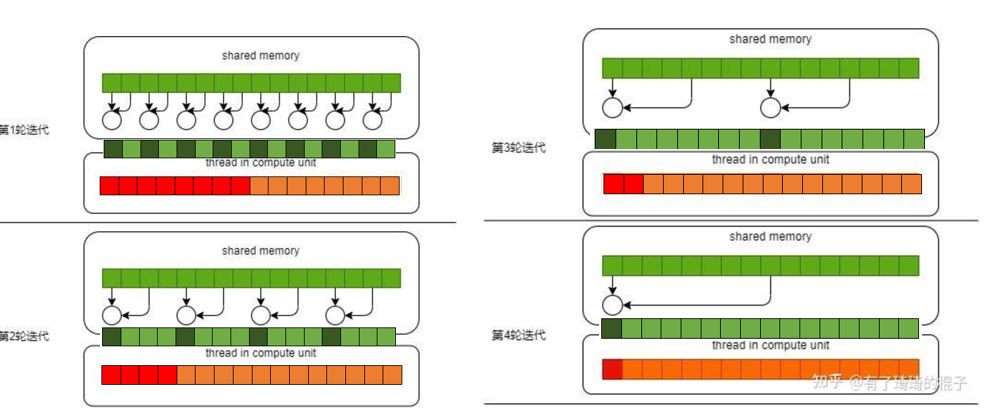 shared memory
第1轮迭代
thread in compute unit
shared memory
第2轮迭代
thread in compute unit
shared memory
第3轮迭代
thread in compute unit
shared memory
第4轮迭代
thread in compute unit
知乎 @有了琦琦的棍子